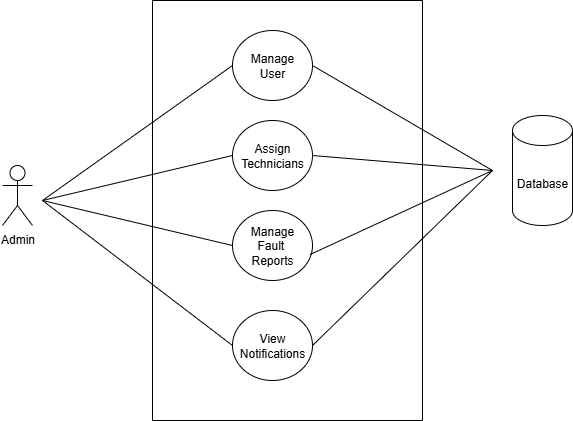 Manage
User
Assign
Technicians
Manage
Fault
Reports
View
Notifications
Admin
Database